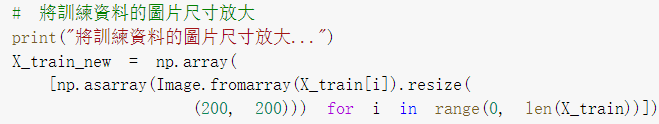 #  將訓練資料的圖片尺寸放大
print("將訓練資料的圖片尺寸放大...")
X_train_new = np.array(
    [np.asarray(Image.fromarray(X_train[i]).resize(
                (200, 200))) for i in range(0, len(X_train))])